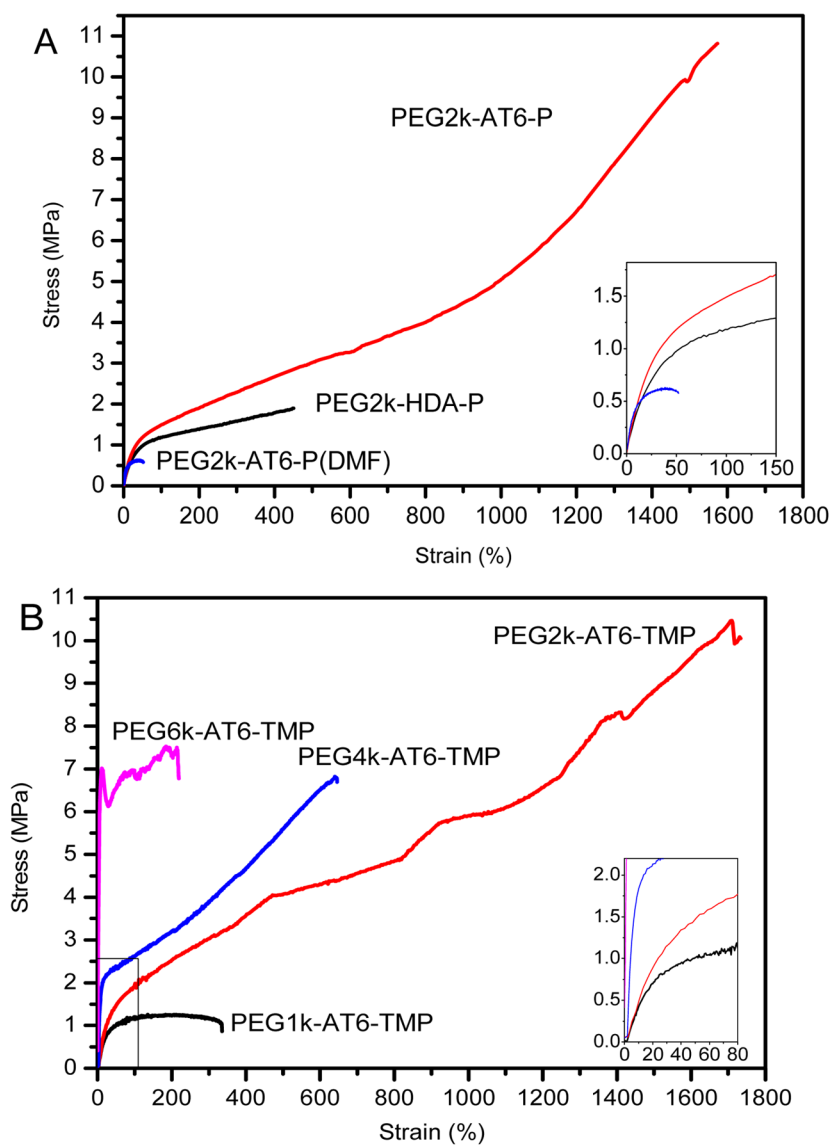 A
11
10
9
8
7
6
5
4
3
2
1
0
Stress (MPa)
PEG2k-AT6-P
PEG2k-HDA-P
PEG2k-AT6-P(DMF)
1.5
1.0
0.5
0.0
0 50 100 150
0 200 400 600 800 1000 1200 1400 1600 1800
Strain (%)
B
11
10
9
8
7
6
5
4
3
2
1
0
Stress (MPa)
PEG2k-AT6-TMP
PEG6k-AT6-TMP
PEG4k-AT6-TMP
PEG1k-AT6-TMP
2.0
1.5
1.0
0.5
0.0
0 20 40 60 80
0 200 400 600 800 1000 1200 1400 1600 1800
Strain (%)